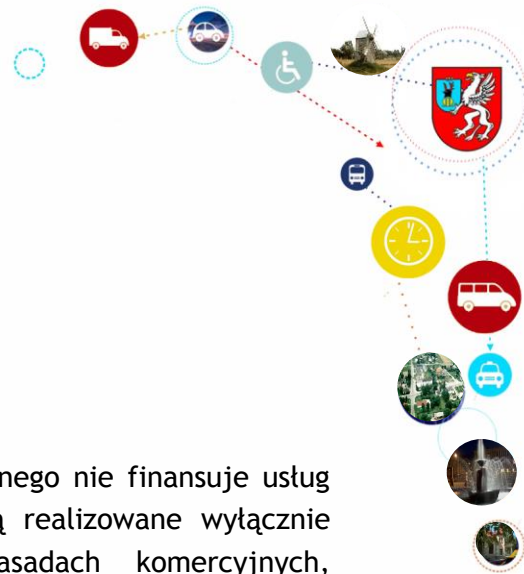 nego nie finansuje usług
ą realizowane wyłącznie
asadach komercyjnych,